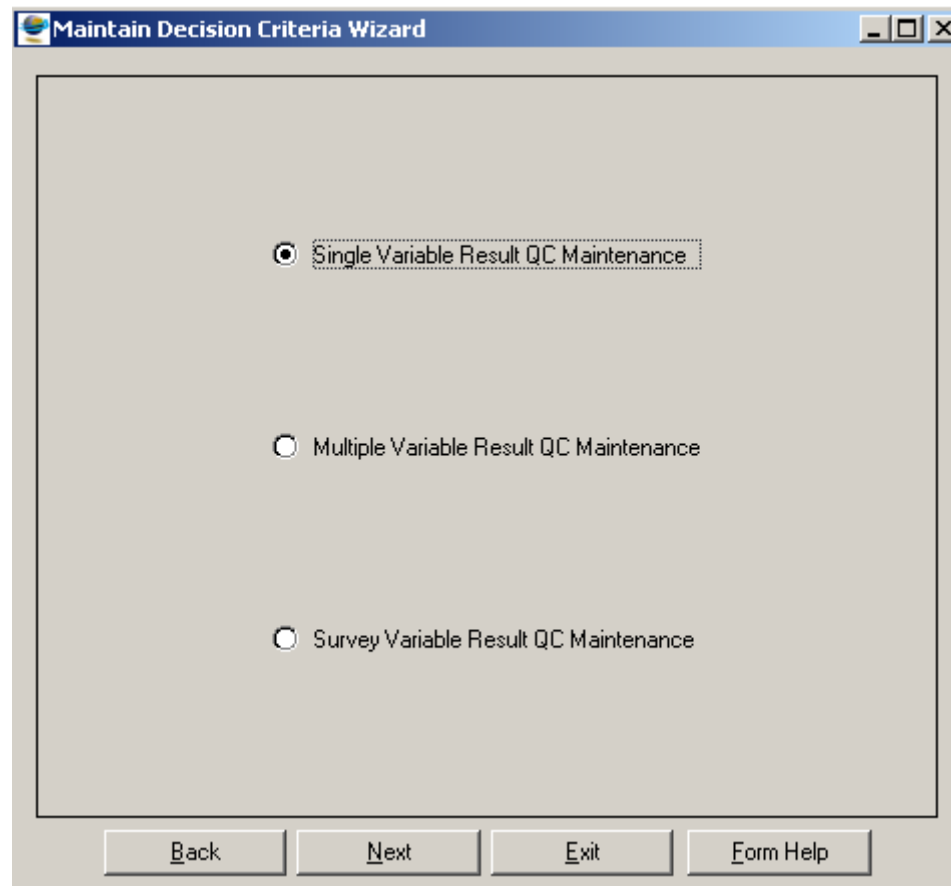 Maintain Decision Criteria Wizard
Single Variable Result QC Maintenance
Multiple Variable Result QC Maintenance
Survey Variable Result QC Maintenance
Back Next Exit Form Help